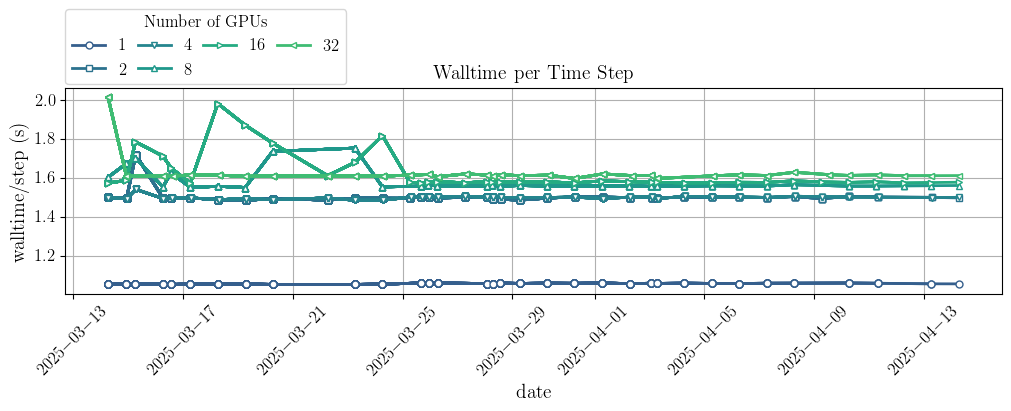 Number of GPUs
1 4 16 32
2 8
Walltime per Time Step
walltime/step (s)
2.0
1.8
1.6
1.4
1.2
2025−03−13 2025−03−17 2025−03−21 2025−03−25 2025−03−29 2025−04−01 2025−04−05 2025−04−09 2025−04−13
date